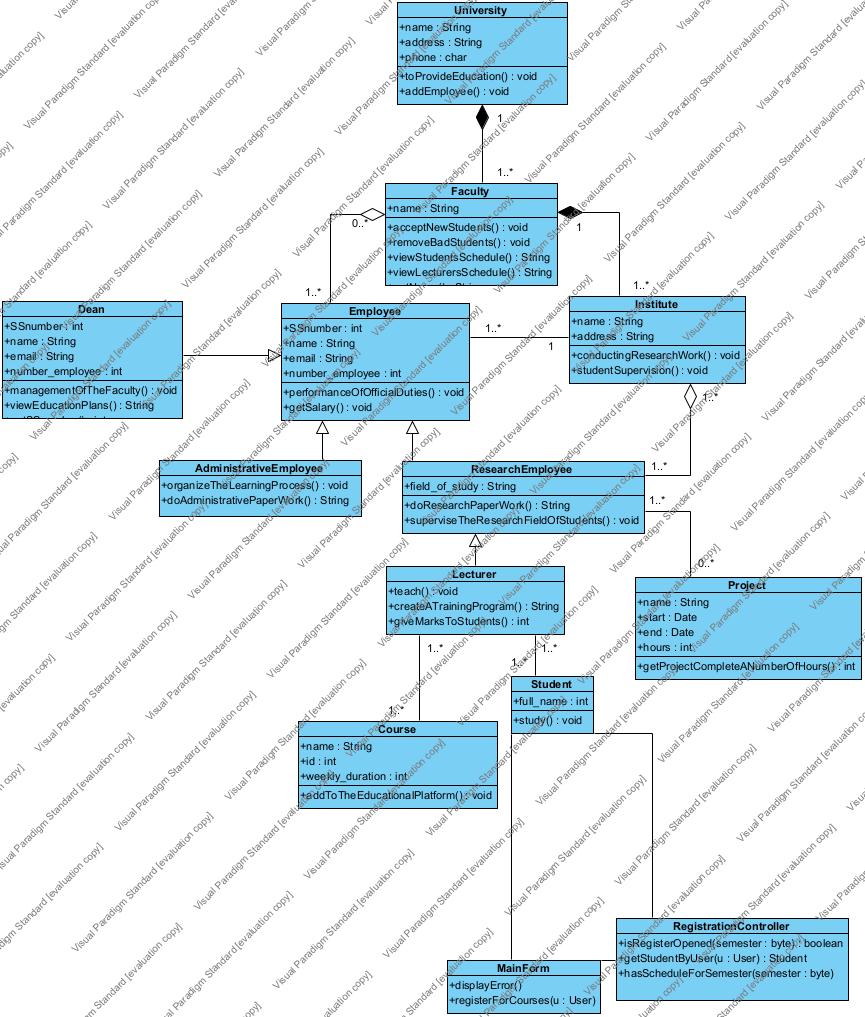 University
+name : String
+address : String
+phone : char
+toProvideEducation() : void
+addEmployee() : void
1
1..*
Faculty
+name : String
+acceptNewStudents() : void
+removeBadStudents() : void
+viewStudentsSchedule() : String
+viewLecturersSchedule() : String
0..*
1
1..*
1..*
Dean
+SSnumber : int
+name : String
+email : String
+number_employee : int
+managementOfTheFaculty() : void
+viewEducationPlans() : String
Employee
+SSnumber : int
+name : String
+email : String
+number_employee : int
+performanceOfOfficialDuties() : void
+getSalary() : void
1..*
1
Institute
+name : String
+address : String
+conductingResearchWork() : void
+studentSupervision() : void
1..*
AdministrativeEmployee
+organizeTheLearningProcess() : void
+doAdministrativePaperWork() : String
ResearchEmployee
+field_of_study : String
+doResearchPaperWork() : String
+superviseTheResearchFieldOfStudents() : void
1..*
1..*
0..*
Lecturer
+teach() : void
+createATrainingProgram() : String
+giveMarksToStudents() : int
Project
+name : String
+start : Date
+end : Date
+hours : int
+getProjectCompleteANumberOfHours() : int
1..*
1..*
1..*
1..*
Student
+full_name : int
+study() : void
Course
+name : String
+id : int
+weekly_duration : int
+addToTheEducationalPlatform() : void
RegistrationController
+isRegisterOpened(semester : byte) : boolean
+getStudentByUser(u : User) : Student
+hasScheduleForSemester(semester : byte)
MainForm
+displayError()
+registerForCourses(u : User)
Visual Paradigm Standard [evaluation copy]